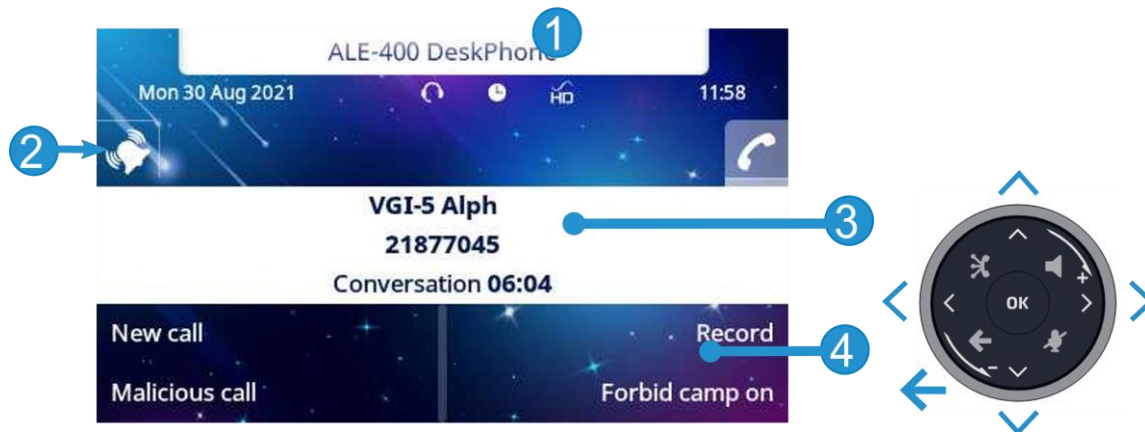 1
ALE-400 DeskPhone
Mon 30 Aug 2021 HD 11:58
2
VGI-5 Alph
21877045
3
Conversation 06:04
New call Record
4
Malicious call Forbid camp on
+
OK
-